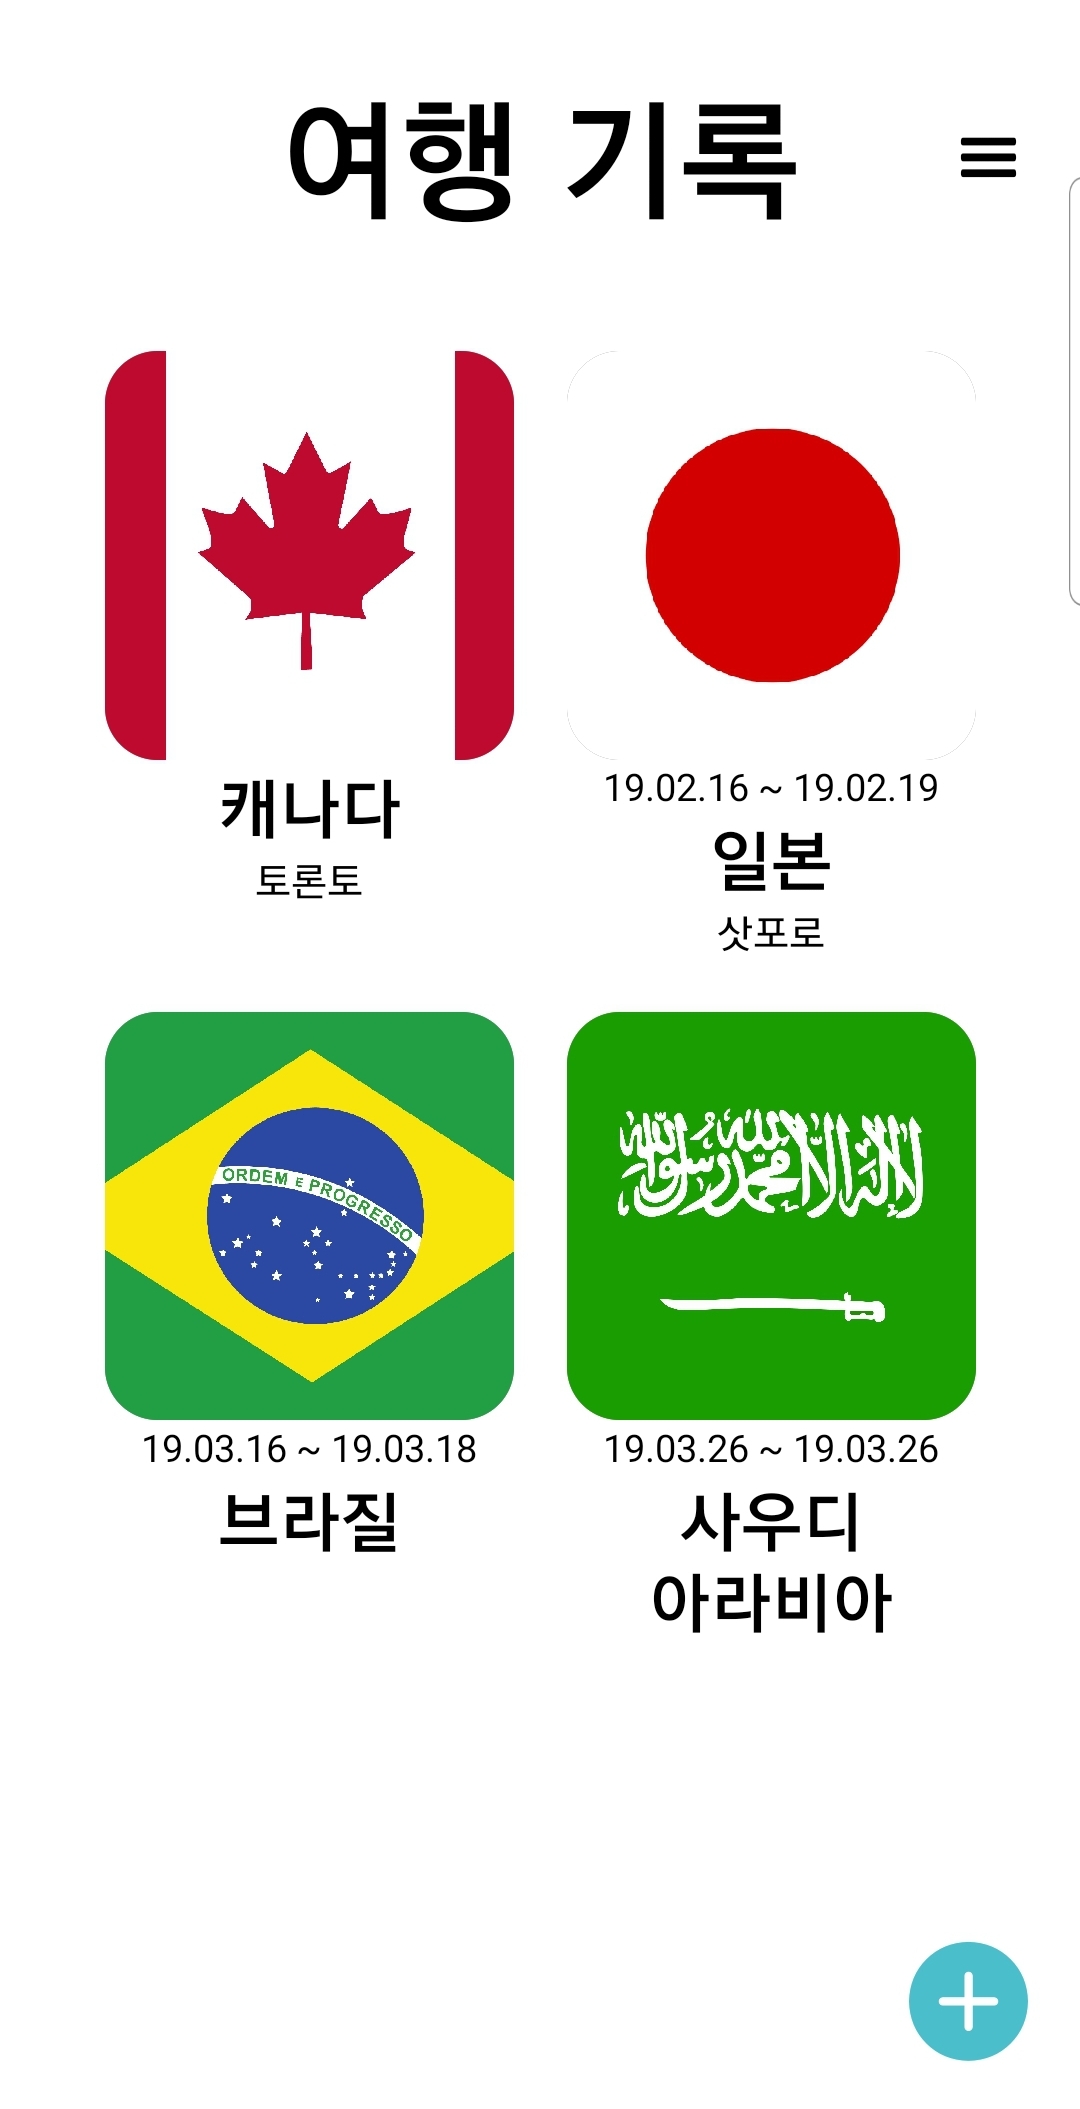 여행 기록
캐나다
토론토
19.02.16 ~ 19.02.19
일본
삿포로
ORDEM E PROGRESSO
19.03.16 ~ 19.03.18
브라질
لا إله إلا الله محمد رسول الله
19.03.26 ~ 19.03.26
사우디
아라비아